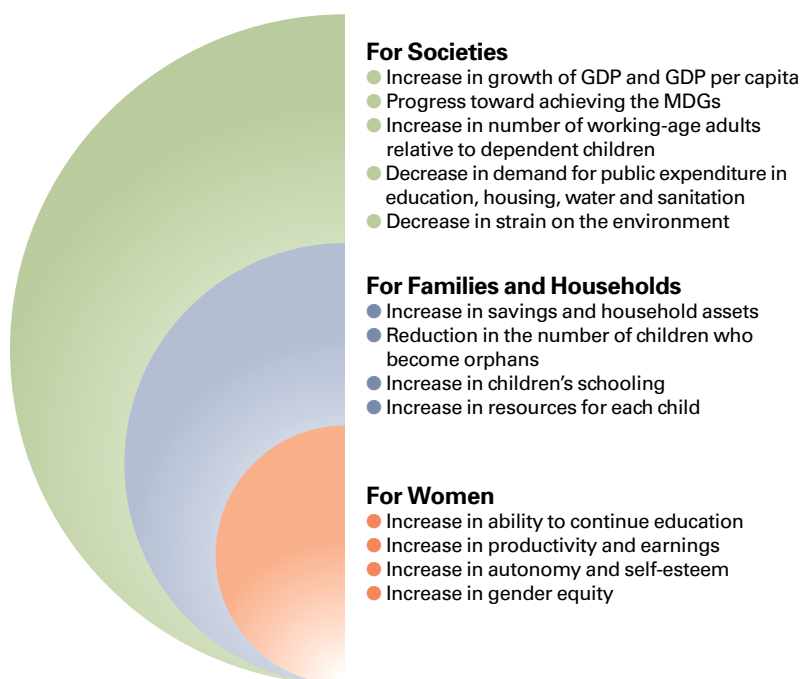 For Societies
Increase in growth of GDP and GDP per capita
Progress toward achieving the MDGs
Increase in number of working-age adults
relative to dependent children
Decrease in demand for public expenditure in
education, housing, water and sanitation
Decrease in strain on the environment
For Families and Households
Increase in savings and household assets
Reduction in the number of children who
become orphans
Increase in children’s schooling
Increase in resources for each child
For Women
Increase in ability to continue education
Increase in productivity and earnings
Increase in autonomy and self-esteem
Increase in gender equity